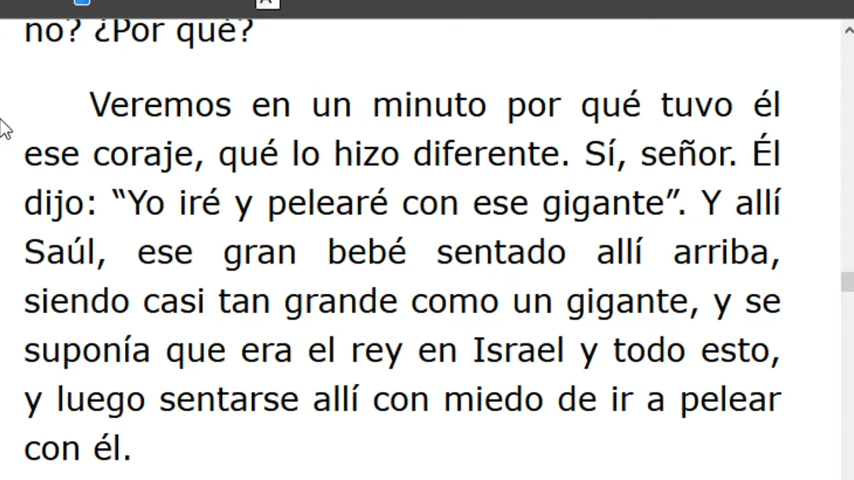 no? ¿Por qué?
Veremos en un minuto por qué tuvo él
ese coraje, qué lo hizo diferente. Sí, señor. Él
dijo: “Yo iré y pelearé con ese gigante”. Y allí
Saúl, ese gran bebé sentado allí arriba,
siendo casi tan grande como un gigante, y se
suponía que era el rey en Israel y todo esto,
y luego sentarse allí con miedo de ir a pelear
con él.